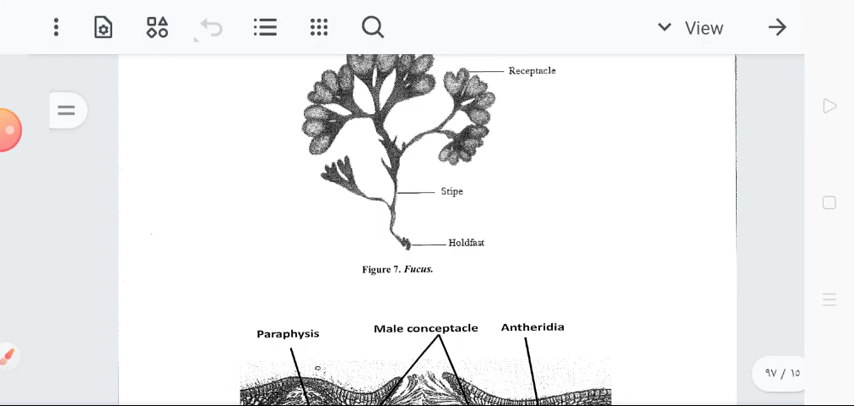 View
Receptacle
Stipe
Holdfast
Figure 7. Fucus.
Paraphysis Male conceptacle Antheridia
٩٧ / ١٥